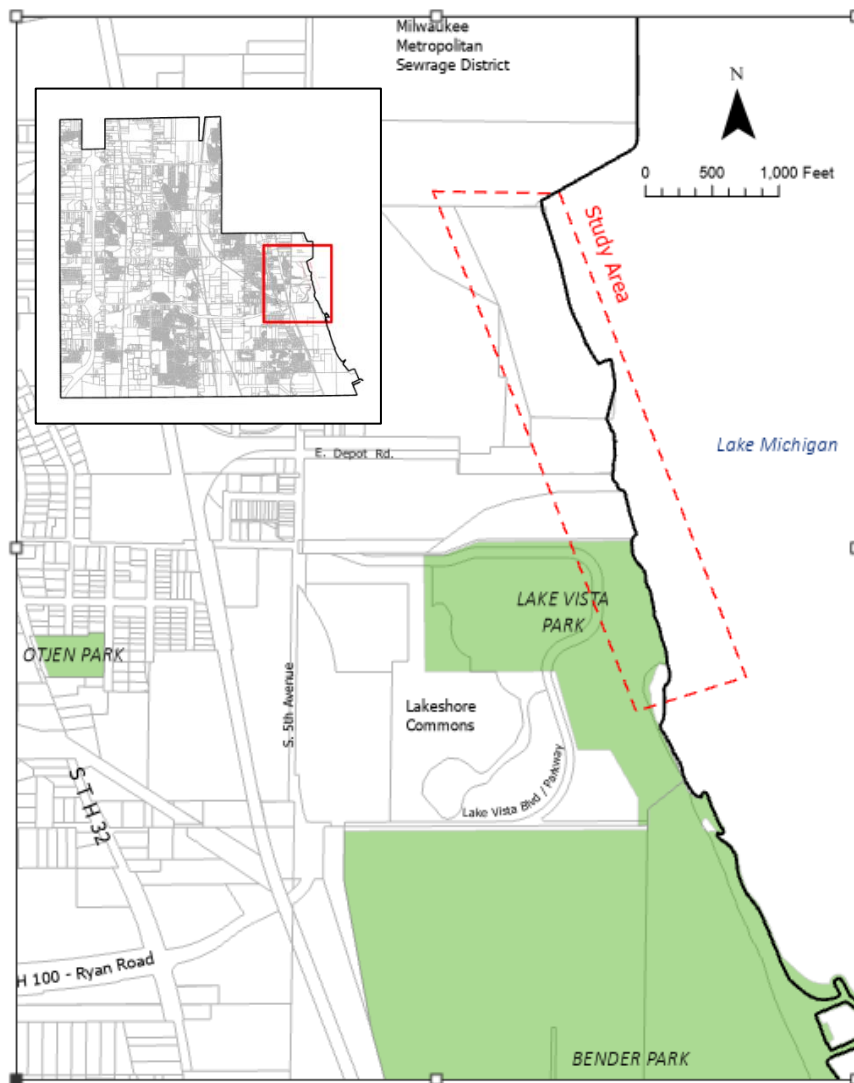 Milwaukee
Metropolitan
Sewrage District
N
0 500 1,000 Feet
Study Area
Lake Michigan
E. Depot Rd.
LAKE VISTA
PARK
OTJEN PARK
S. 5th Avenue
Lakeshore
Commons
Lake Vista Blvd / Parkway
S T H 32
H 100 - Ryan Road
BENDER PARK